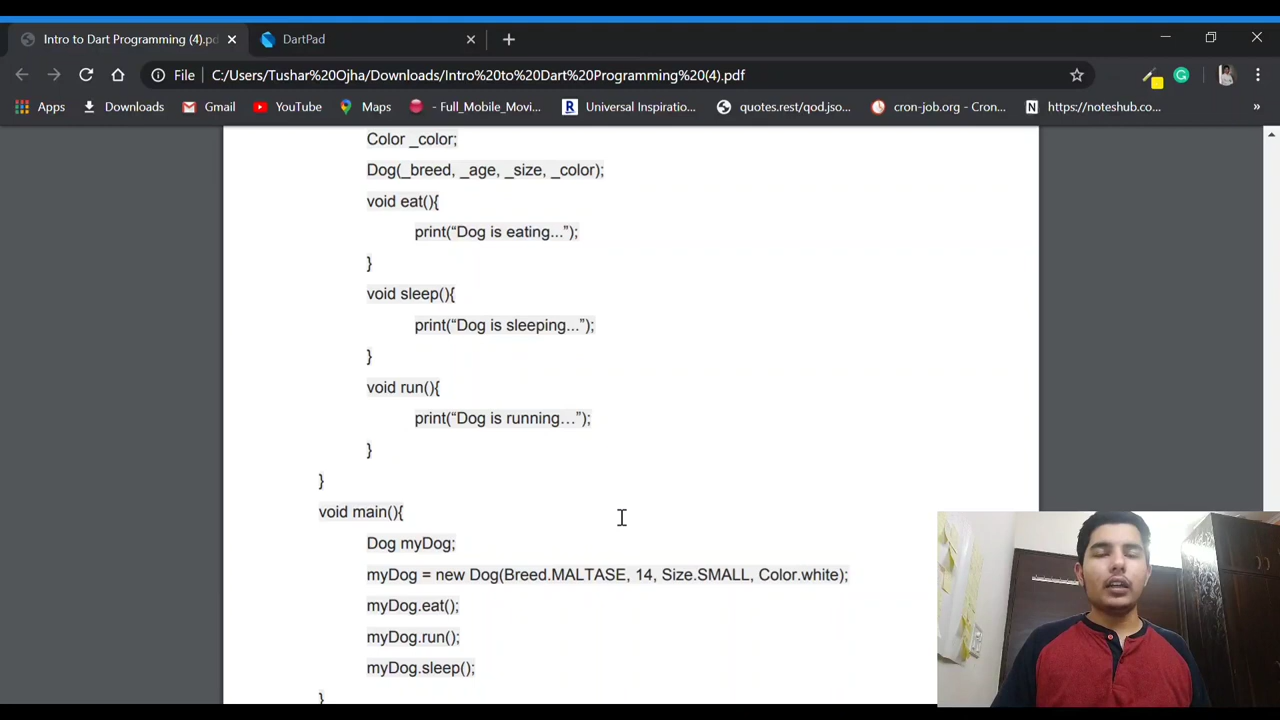 Intro to Dart Programming (4).pd
DartPad
File C:/Users/Tushar%20Ojha/Downloads/Intro%20to%20Dart%20Programming%20(4).pdf
Apps Downloads Gmail YouTube Maps - Full_Mobile_Movi... Universal Inspiratio... quotes.rest/qod.jso... cron-job.org - Cron... https://noteshub.co... »
Color _color;
Dog(_breed, _age, _size, _color);
void eat(){
print(“Dog is eating...”);
}
void sleep(){
print(“Dog is sleeping...”);
}
void run(){
print(“Dog is running…”);
}
}
void main(){
Dog myDog;
myDog = new Dog(Breed.MALTASE, 14, Size.SMALL, Color.white);
myDog.eat();
myDog.run();
myDog.sleep();
}